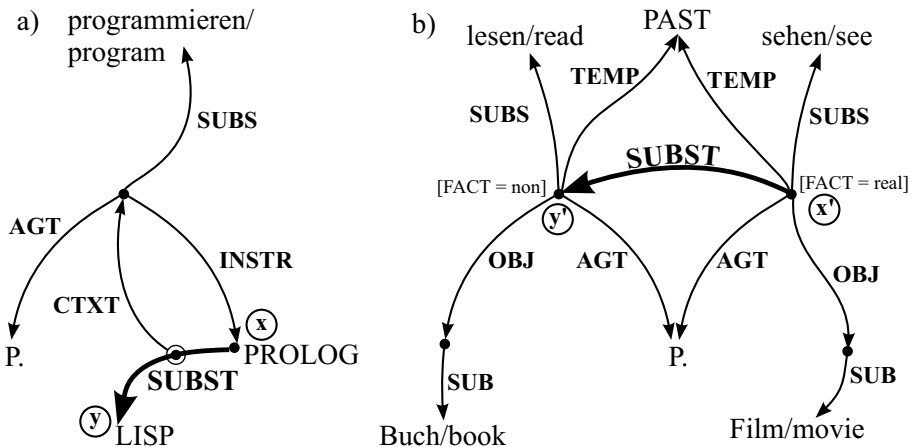 a)
programmieren/
program
SUBS
AGT
INSTR
CTXT
x
P.
PROLOG
SUBST
y
LISP
b)
PAST
lesen/read
sehen/see
TEMP
TEMP
SUBS
SUBS
SUBST
[FACT = non]
[FACT = real]
y'
x'
OBJ
AGT
AGT
OBJ
P.
SUB
SUB
Buch/book
Film/movie